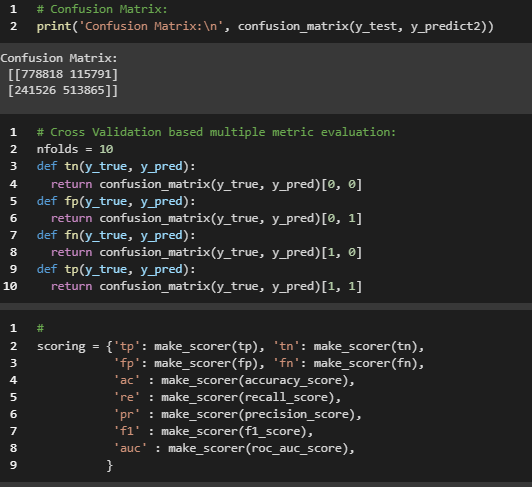 1 # Confusion Matrix:
2 print('Confusion Matrix:\n', confusion_matrix(y_test, y_predict2))
Confusion Matrix:
[[778818 115791]
[241526 513865]]
1 # Cross Validation based multiple metric evaluation:
2 nfolds = 10
3 def tn(y_true, y_pred):
4 return confusion_matrix(y_true, y_pred)[0, 0]
5 def fp(y_true, y_pred):
6 return confusion_matrix(y_true, y_pred)[0, 1]
7 def fn(y_true, y_pred):
8 return confusion_matrix(y_true, y_pred)[1, 0]
9 def tp(y_true, y_pred):
10 return confusion_matrix(y_true, y_pred)[1, 1]
1 #
2 scoring = {'tp': make_scorer(tp), 'tn': make_scorer(tn),
3 'fp': make_scorer(fp), 'fn': make_scorer(fn),
4 'ac' : make_scorer(accuracy_score),
5 're' : make_scorer(recall_score),
6 'pr' : make_scorer(precision_score),
7 'f1' : make_scorer(f1_score),
8 'auc' : make_scorer(roc_auc_score),
9 }